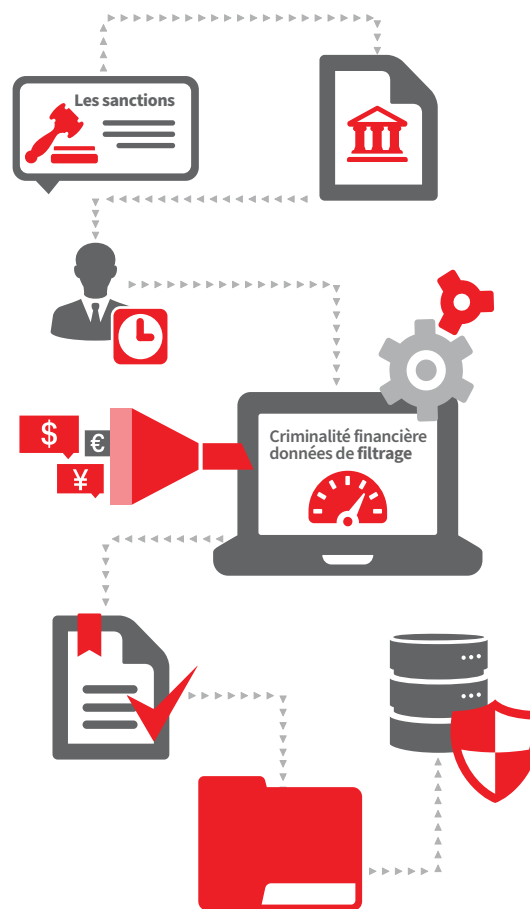 Les sanctions
$
€
¥
Criminalité financière
données de filtrage